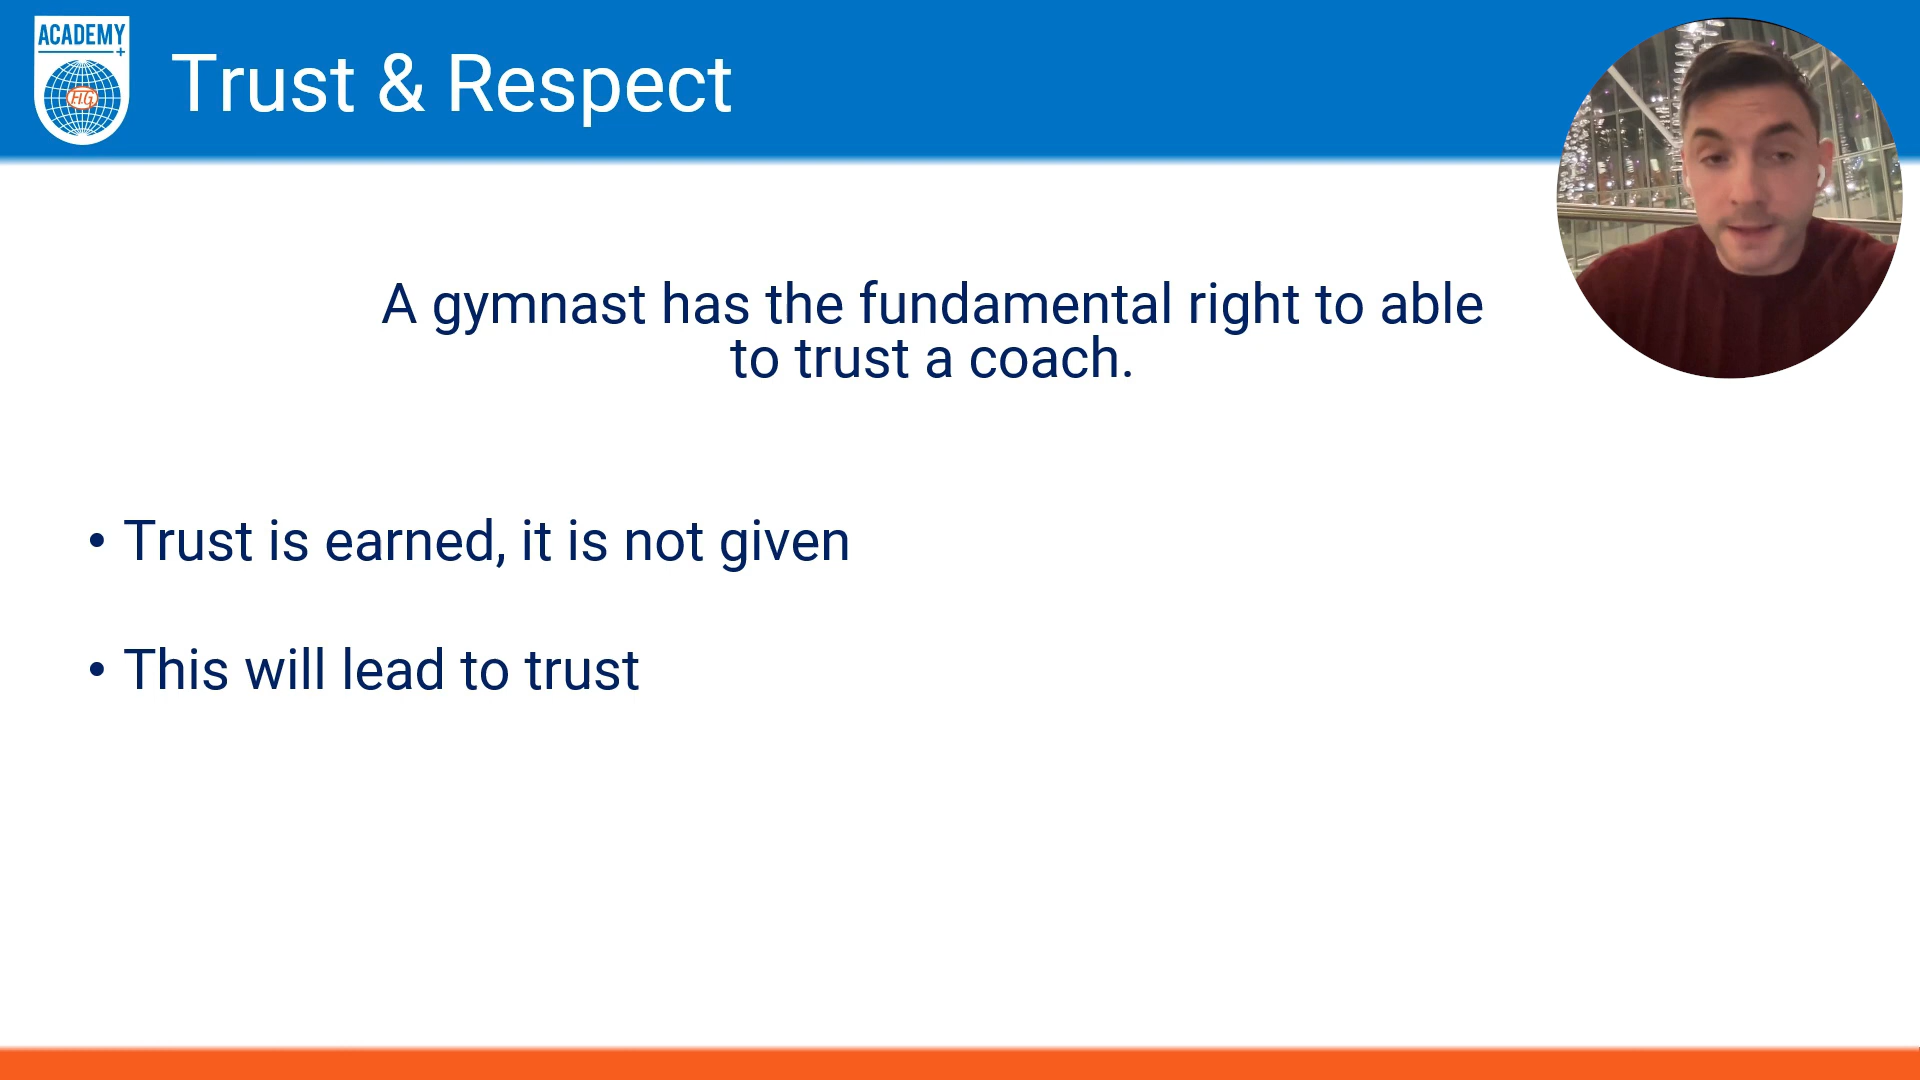 ACADEMY
+
FIG
Trust & Respect
A gymnast has the fundamental right to able
to trust a coach.
• Trust is earned, it is not given
• This will lead to trust